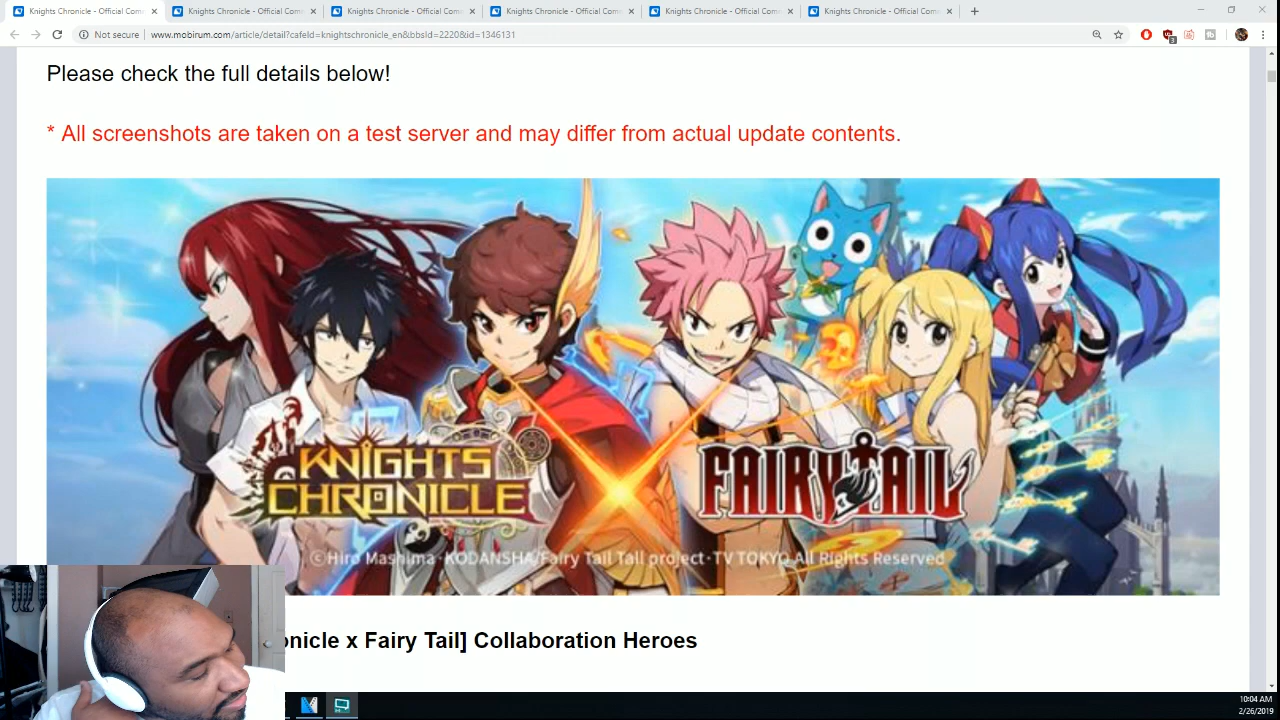 Knights Chronicle - Official Com
Knights Chronicle - Official Com
Knights Chronicle - Official Com
Knights Chronicle - Official Com
Knights Chronicle - Official Com
Knights Chronicle - Official Com
Not secure | www.mobirum.com/article/detail?cafeId=knightschronicle_en&bbsId=2220&id=1346131
Please check the full details below!
* All screenshots are taken on a test server and may differ from actual update contents.
KNIGHTS
CHRONICLE
FAIRY TAIL
©Hiro Mashima·KODANSHA/Fairy Tail Tall project·TV TOKYO All Rights Reserved
onicle x Fairy Tail] Collaboration Heroes
10:04 AM
2/26/2019